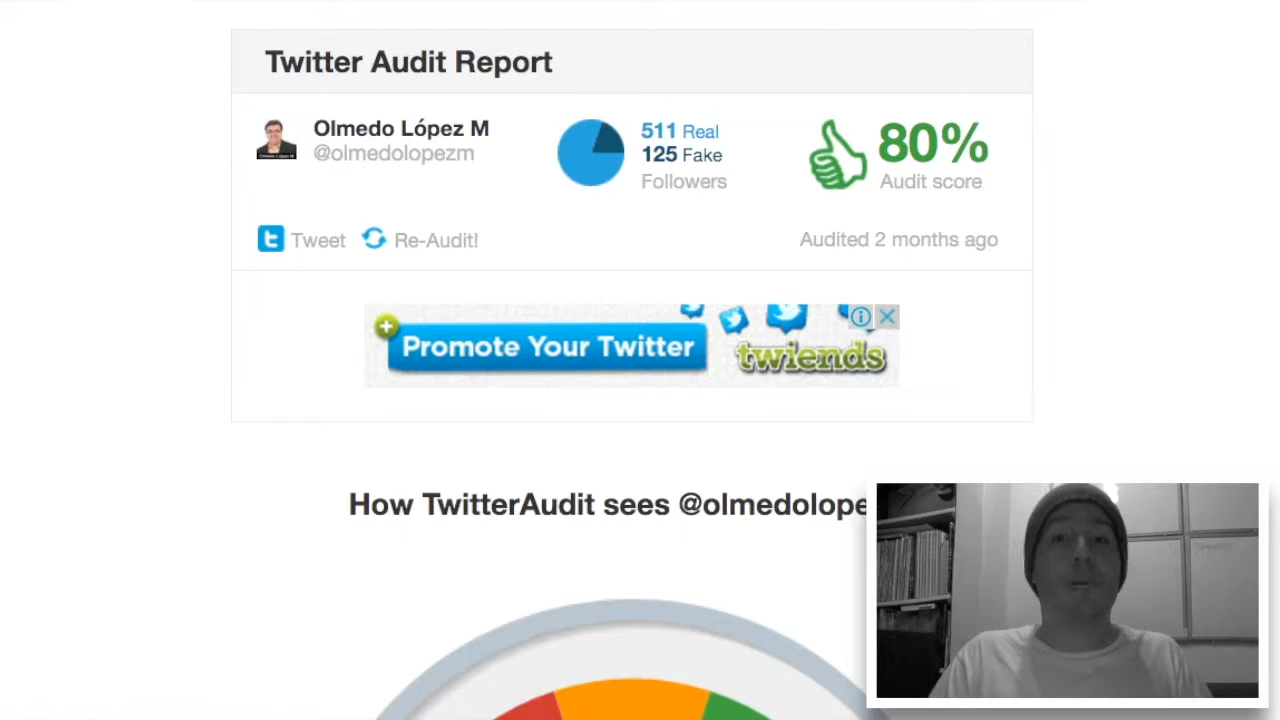 Twitter Audit Report
Olmedo López M
@olmedolopezm
511 Real
125 Fake
Followers
80%
Audit score
Tweet
Re-Audit!
Audited 2 months ago
Promote Your Twitter
twiends
How TwitterAudit sees @olmedolope